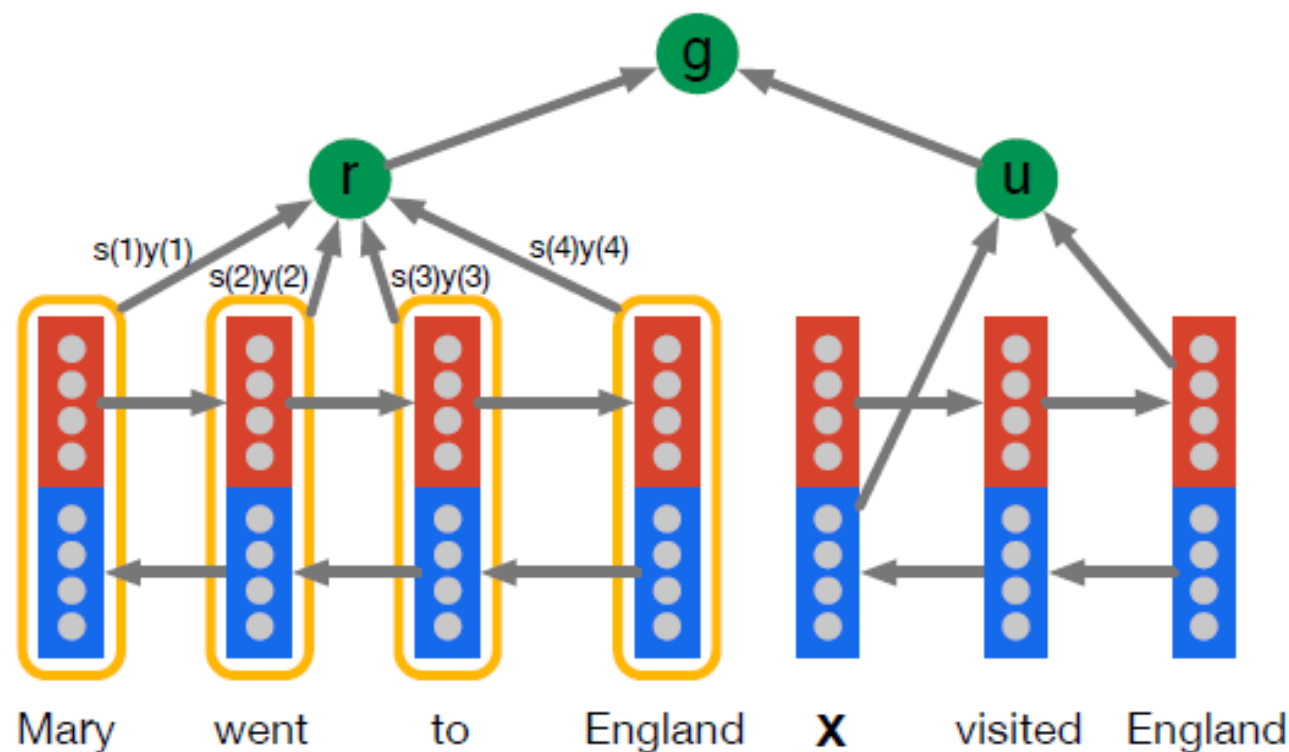 g
r u
s(1)y(1) s(2)y(2) s(3)y(3) s(4)y(4)
Mary went to England X visited England